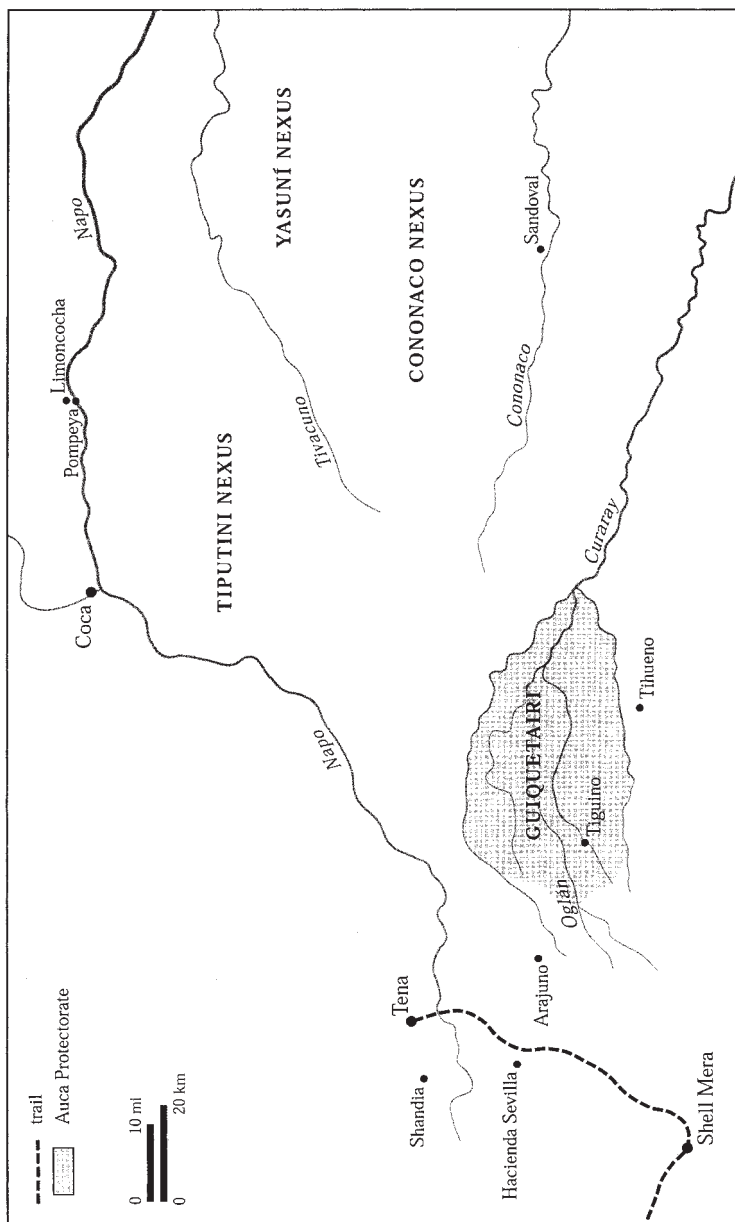 trail
Auca Protectorate
0 10 ml
0 20 km
Napo
Limoncocha
Pompeya
Coca
TIPUTINI NEXUS
YASUNÍ NEXUS
Tivacuno
CONONACO NEXUS
Napo
Sandoval
Cononaco
Curaray
GUIQUETAIRI
Tihueno
Tiguino
Oglán
Tena
Shandia
Arajuno
Hacienda Sevilla
Shell Mera